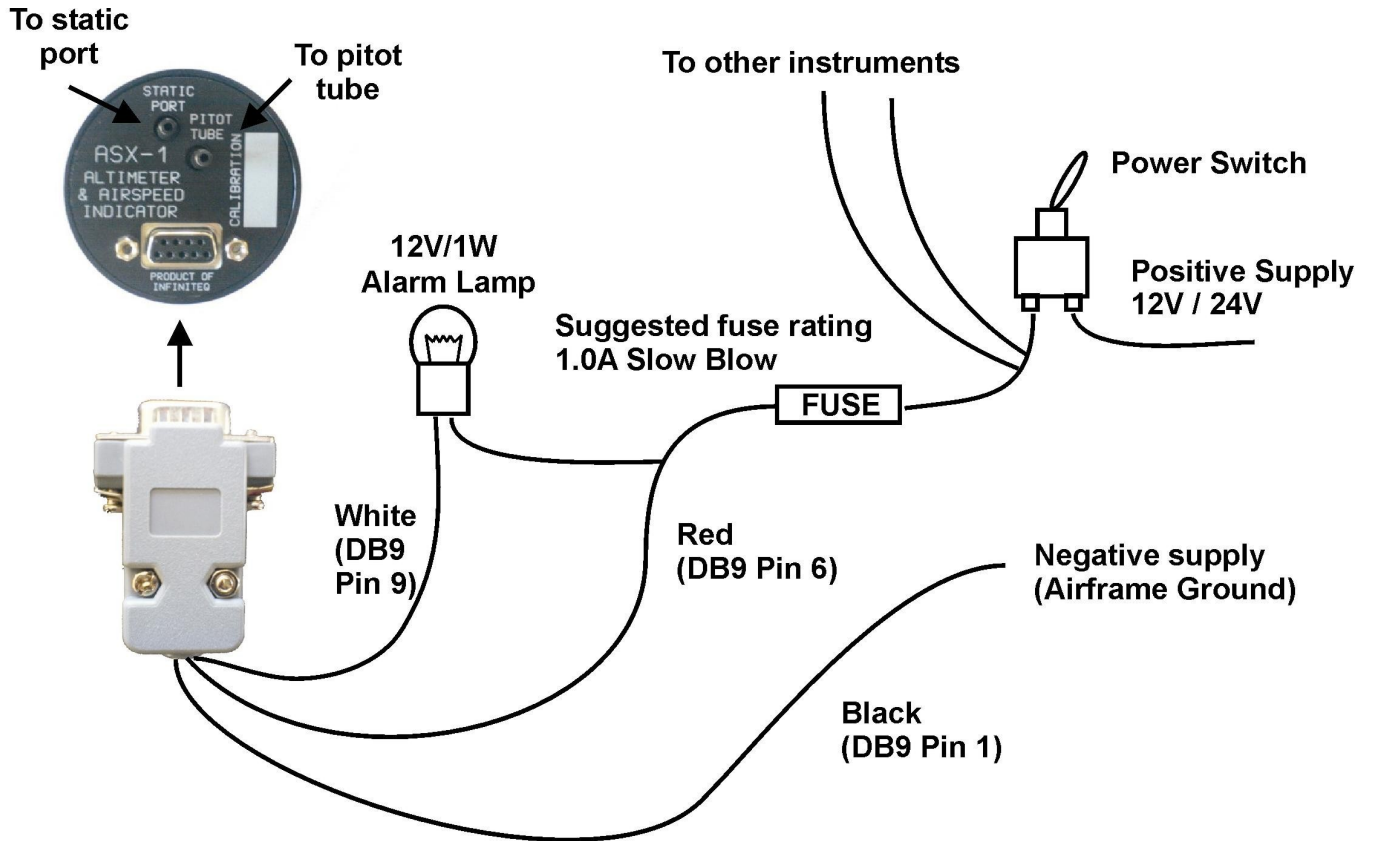 To static
port
To pitot
tube
STATIC
PORT
PITOT
TUBE
ASX-1
ALTIMETER
& AIRSPEED
INDICATOR
CALIBRATION
PRODUCT OF
INFINITEQ
To other instruments
Power Switch
Positive Supply
12V / 24V
12V/1W
Alarm Lamp
Suggested fuse rating
1.0A Slow Blow
FUSE
White
(DB9
Pin 9)
Red
(DB9 Pin 6)
Negative supply
(Airframe Ground)
Black
(DB9 Pin 1)